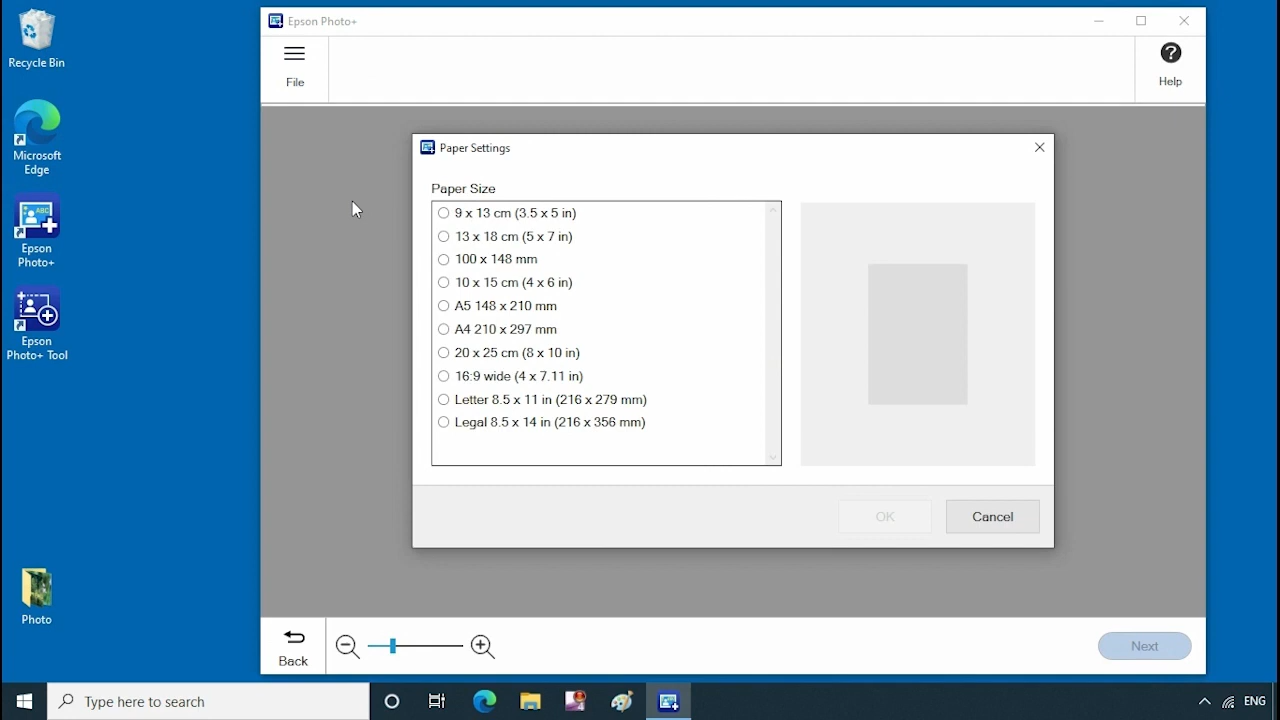 Recycle Bin
Microsoft
Edge
ABC
Epson
Photo+
Epson
Photo+ Tool
Photo
Epson Photo+
File
Help
Paper Settings
Paper Size
9 x 13 cm (3.5 x 5 in)
13 x 18 cm (5 x 7 in)
100 x 148 mm
10 x 15 cm (4 x 6 in)
A5 148 x 210 mm
A4 210 x 297 mm
20 x 25 cm (8 x 10 in)
16:9 wide (4 x 7.11 in)
Letter 8.5 x 11 in (216 x 279 mm)
Legal 8.5 x 14 in (216 x 356 mm)
OK
Cancel
Back
Next
Type here to search
ENG